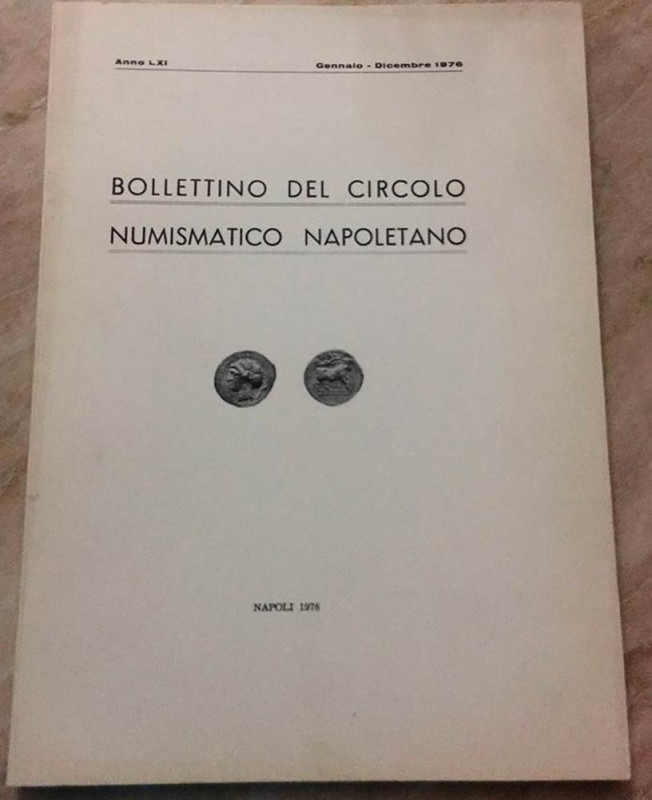 Anno LXI Gennaio - Dicembre 1976
BOLLETTINO DEL CIRCOLO
NUMISMATICO NAPOLETANO
NAPOLI 1976